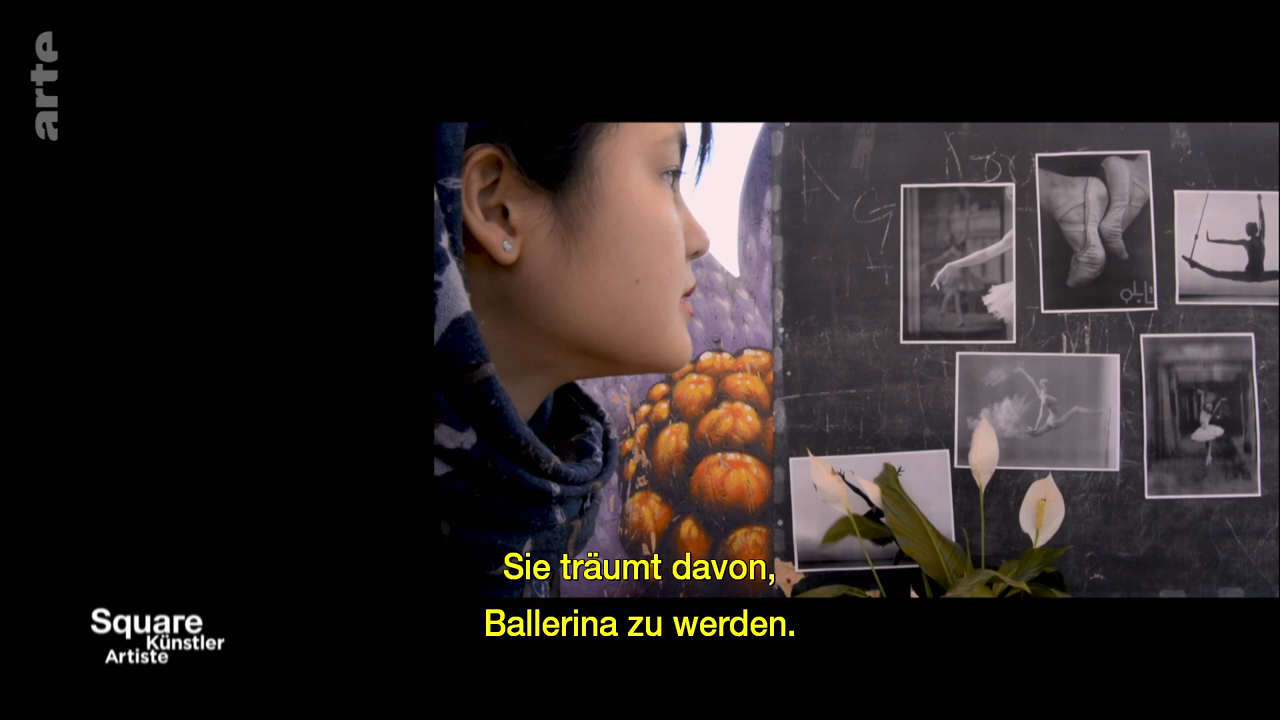 arte
Sie träumt davon,
Ballerina zu werden.
Square
Künstler
Artiste